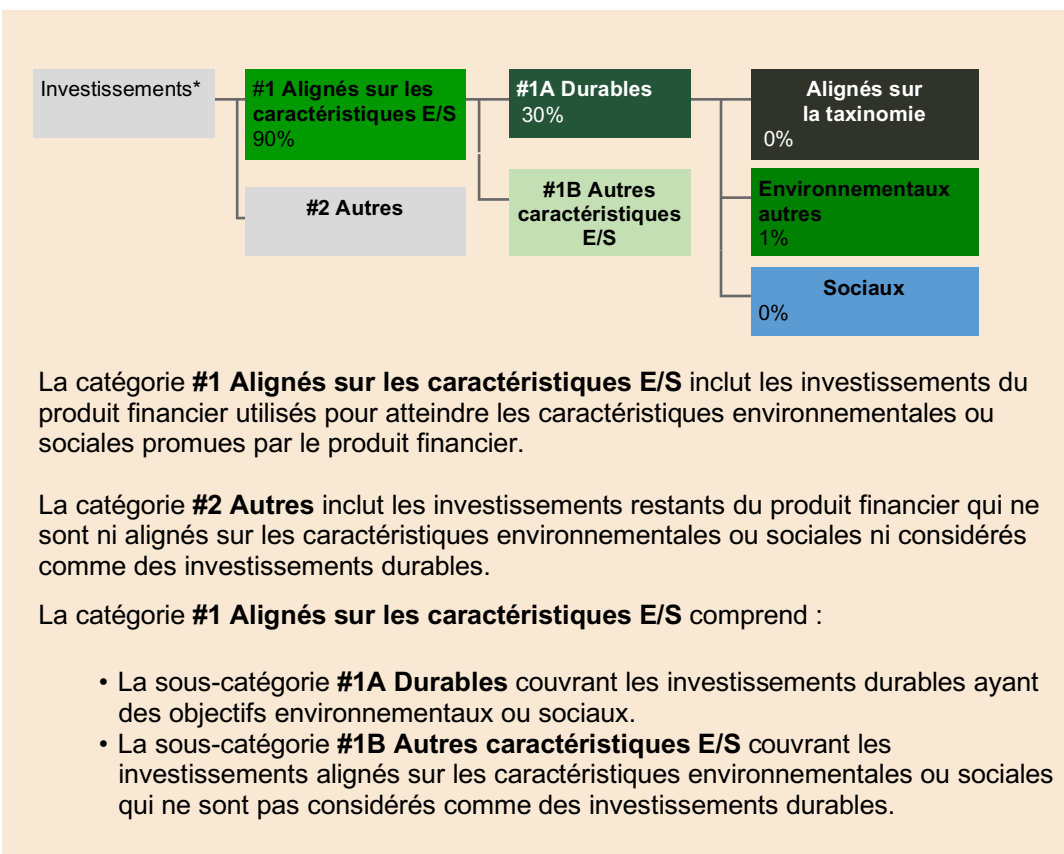 Investissements*
#1 Alignés sur les
caractéristiques E/S
90%
#2 Autres
#1A Durables
30%
#1B Autres
caractéristiques
E/S
Alignés sur
la taxinomie
0%
Environnementaux
autres
1%
Sociaux
0%
La catégorie #1 Alignés sur les caractéristiques E/S inclut les investissements du
produit financier utilisés pour atteindre les caractéristiques environnementales ou
sociales promues par le produit financier.
La catégorie #2 Autres inclut les investissements restants du produit financier qui ne
sont ni alignés sur les caractéristiques environnementales ou sociales ni considérés
comme des investissements durables.
La catégorie #1 Alignés sur les caractéristiques E/S comprend :
• La sous-catégorie #1A Durables couvrant les investissements durables ayant
des objectifs environnementaux ou sociaux.
• La sous-catégorie #1B Autres caractéristiques E/S couvrant les
investissements alignés sur les caractéristiques environnementales ou sociales
qui ne sont pas considérés comme des investissements durables.